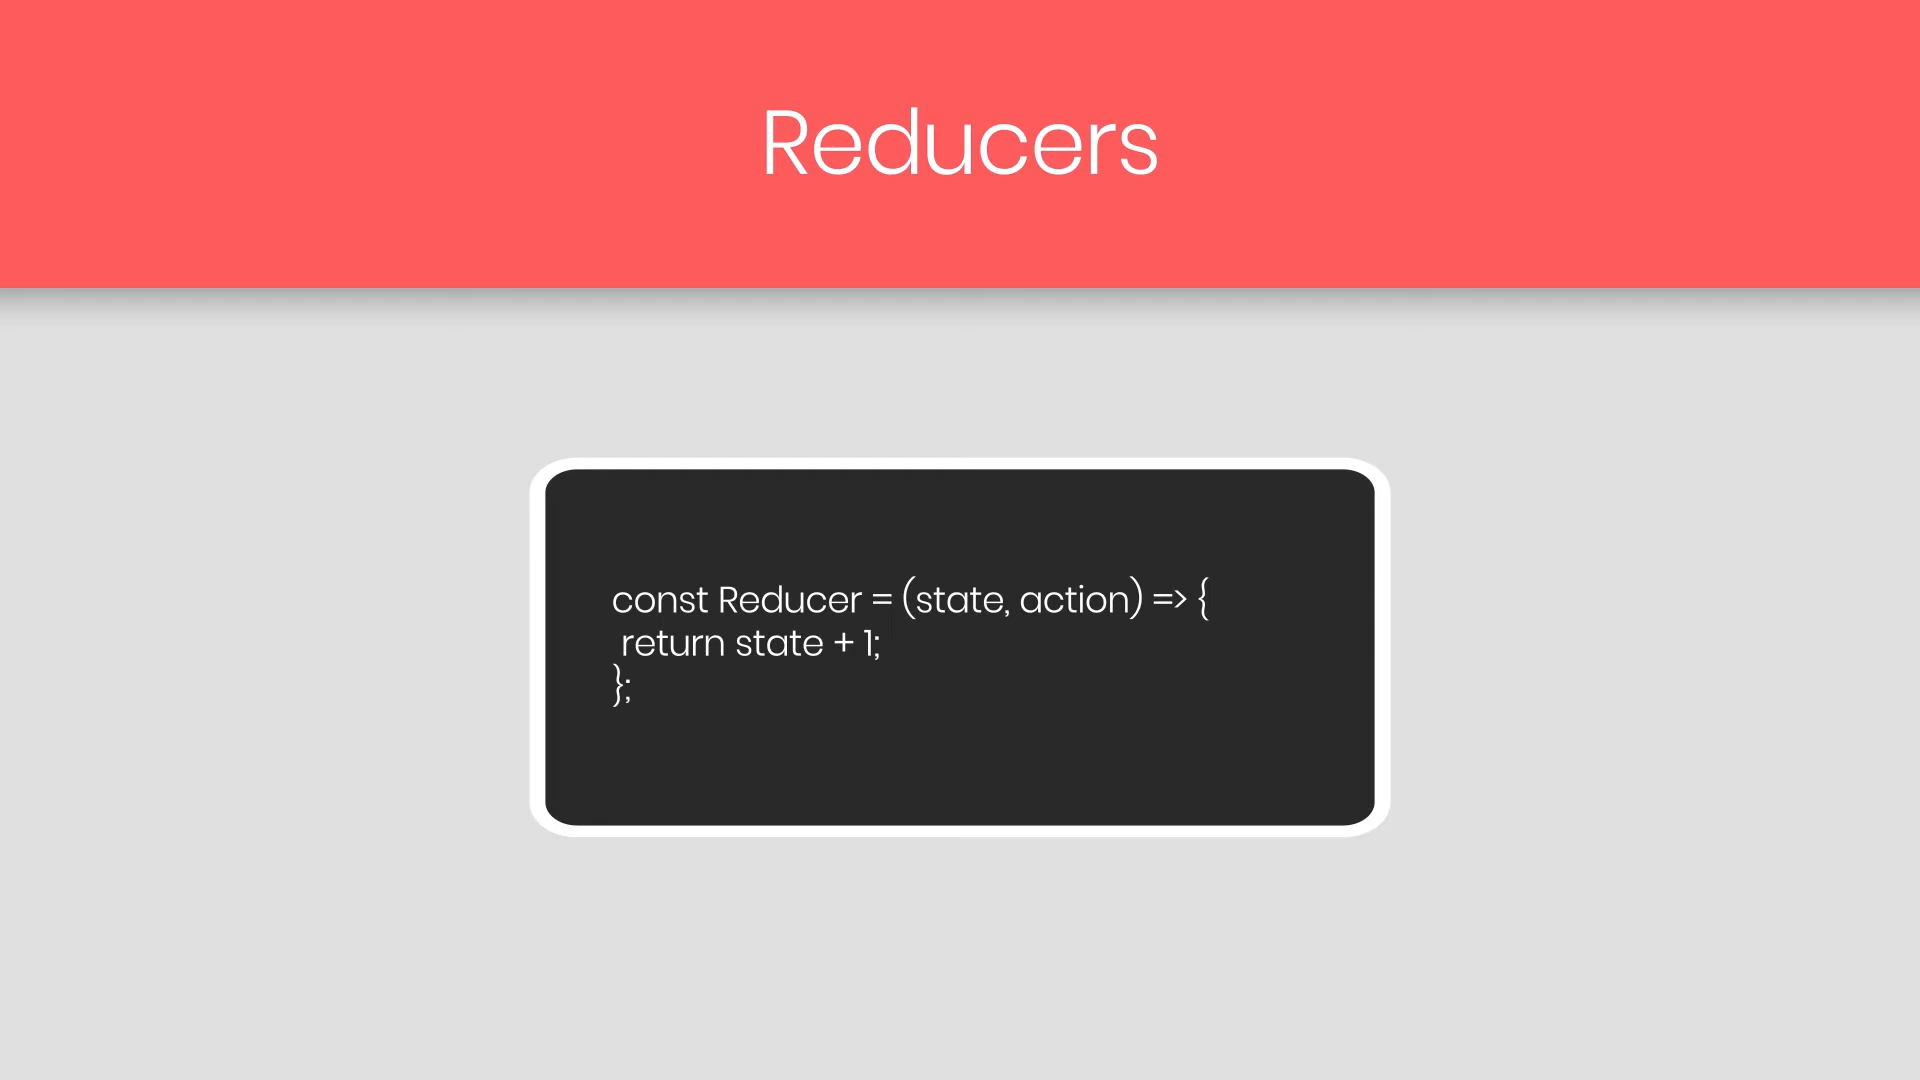 Reducers
const Reducer = (state, action) => {
return state + 1;
};